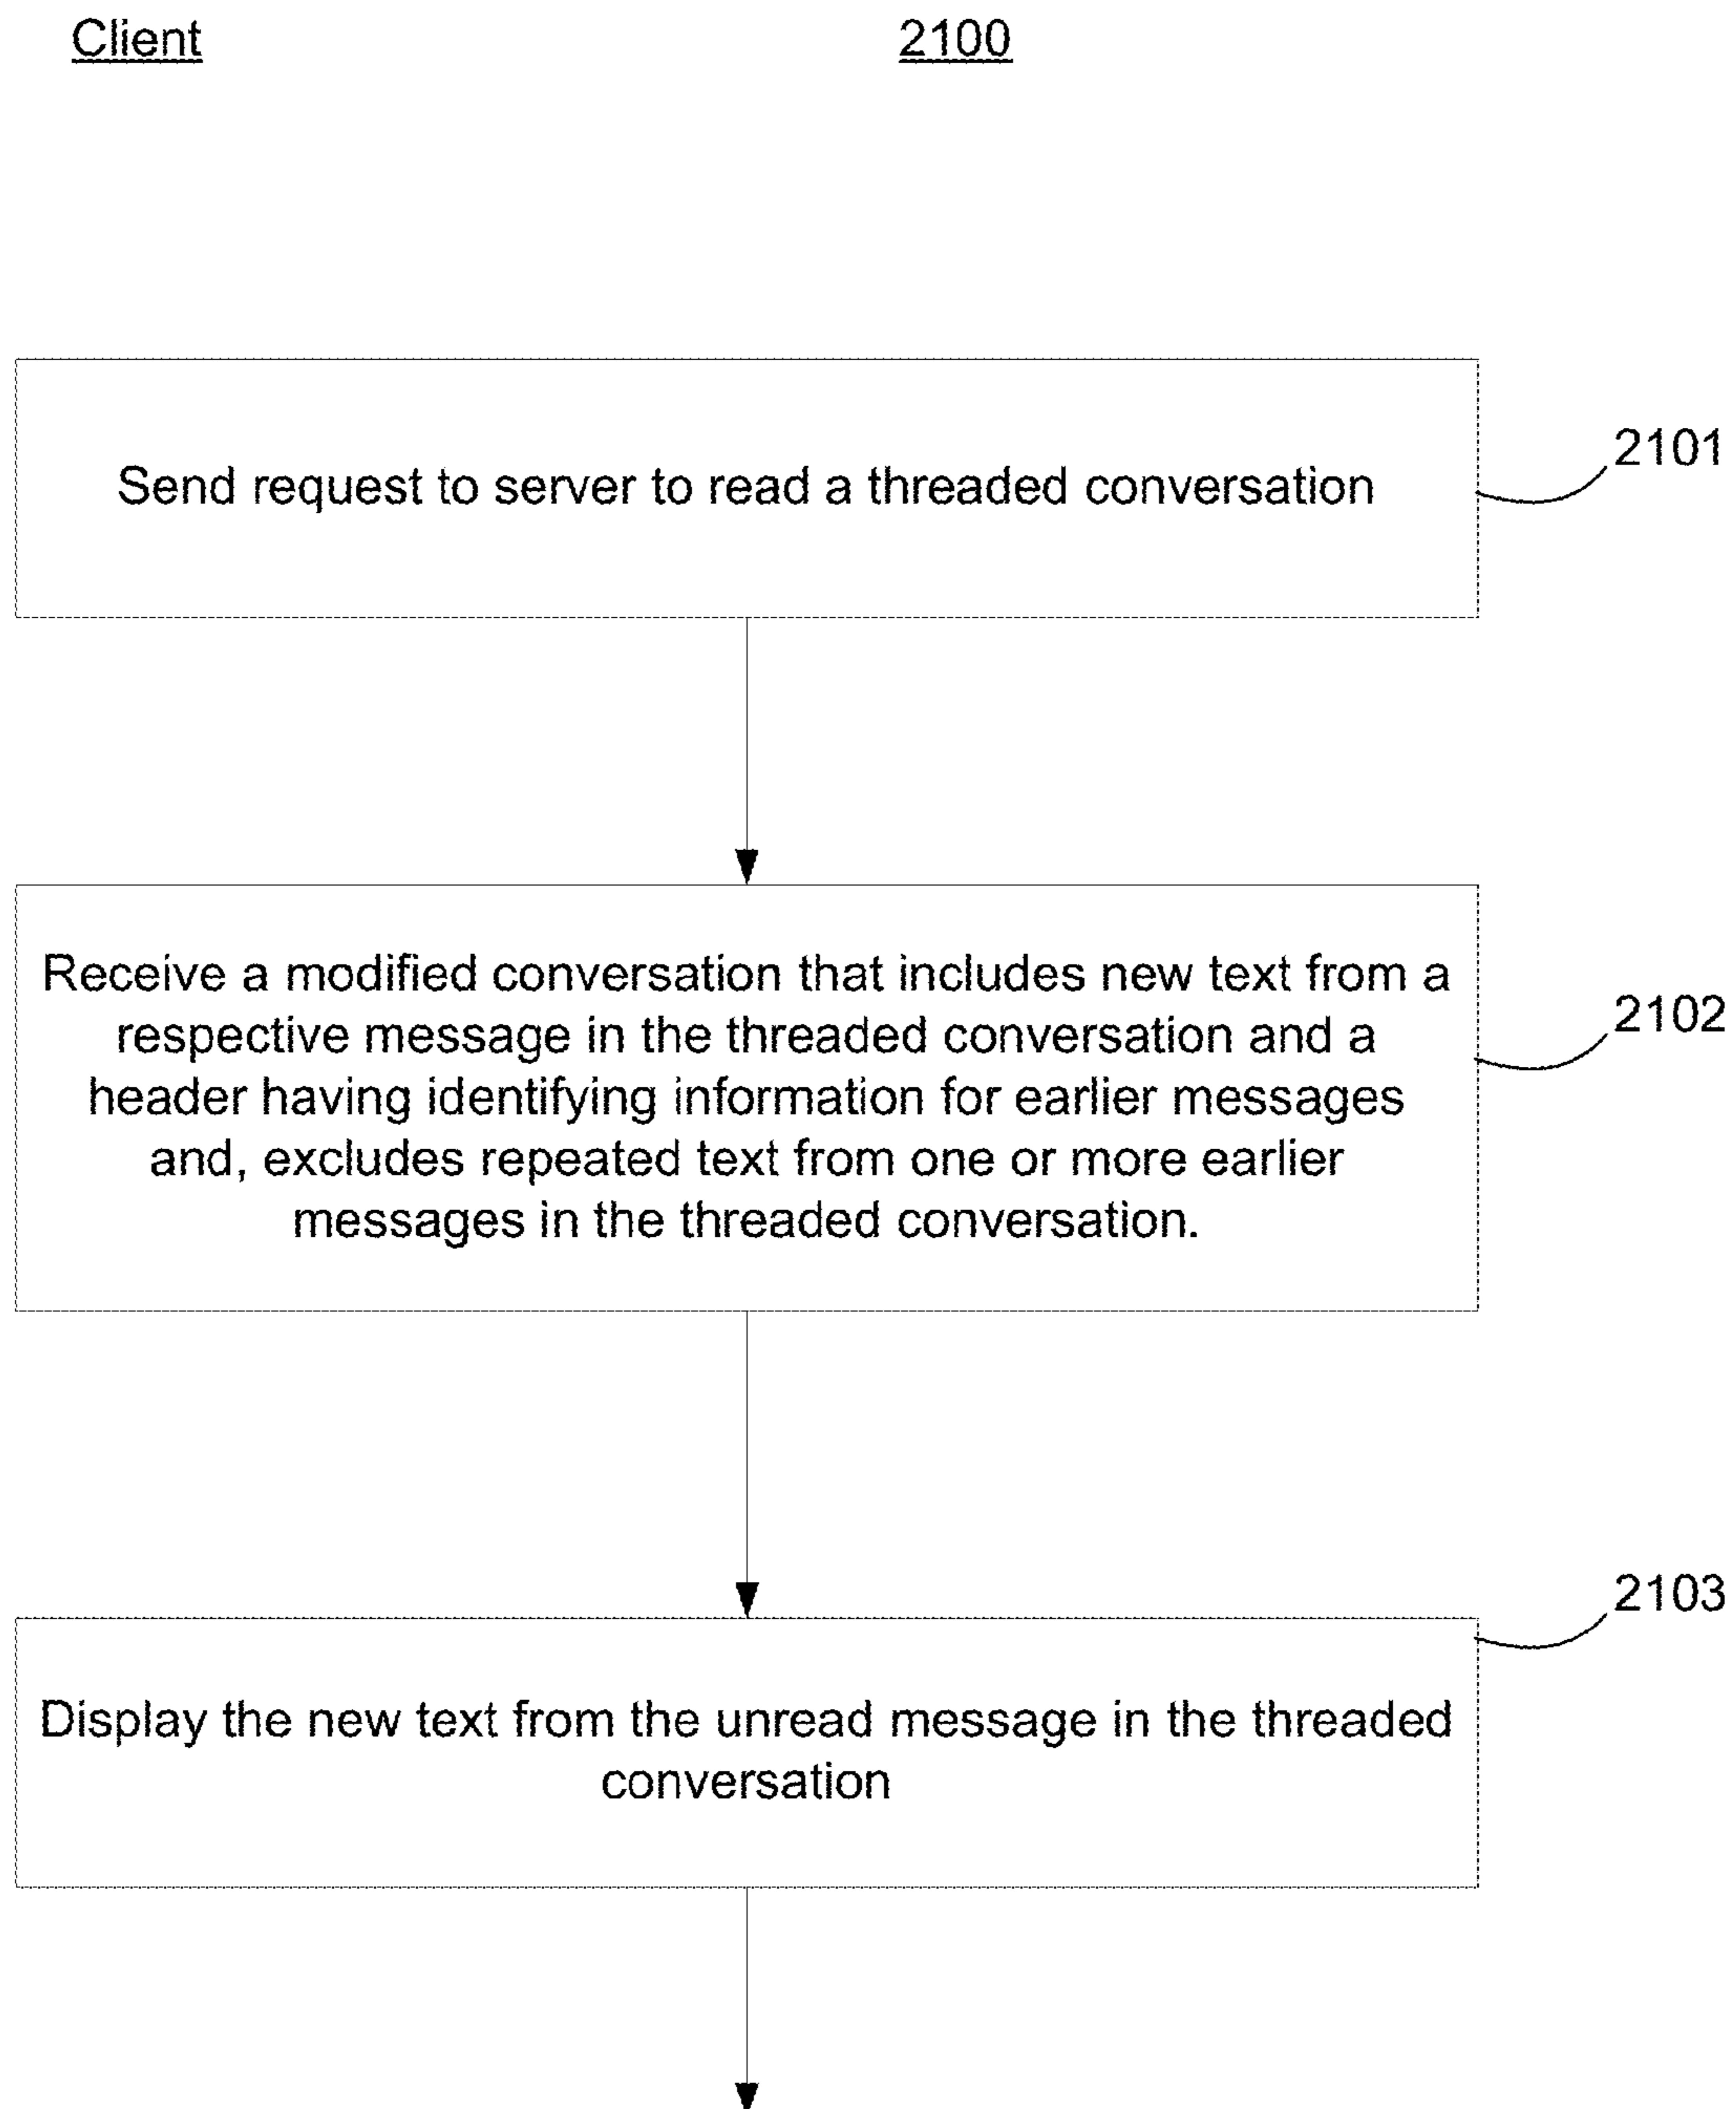 Client
2100
Send request to server to read a threaded conversation
2101
Receive a modified conversation that includes new text from a
respective message in the threaded conversation and a
header having identifying information for earlier messages
and, excludes repeated text from one or more earlier
messages in the threaded conversation.
2102
2103
Display the new text from the unread message in the threaded
conversation